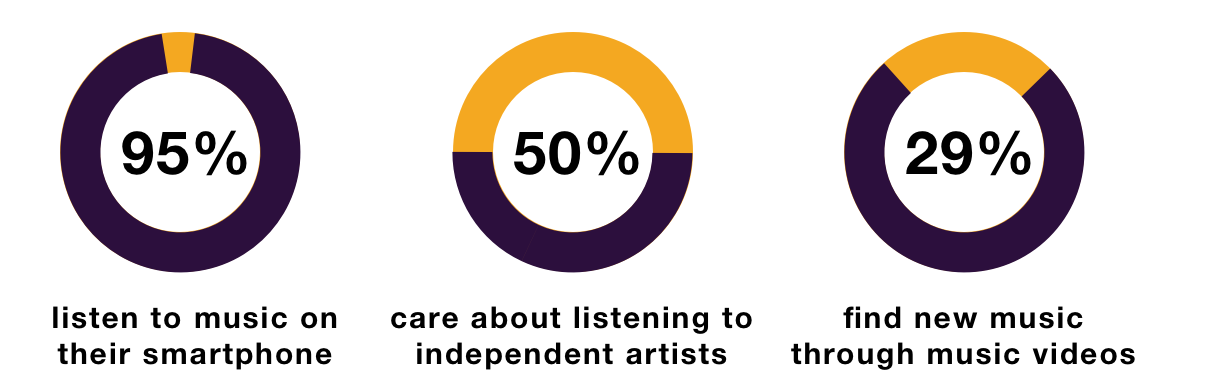 95%
listen to music on
their smartphone
50%
care about listening to
independent artists
29%
find new music
through music videos